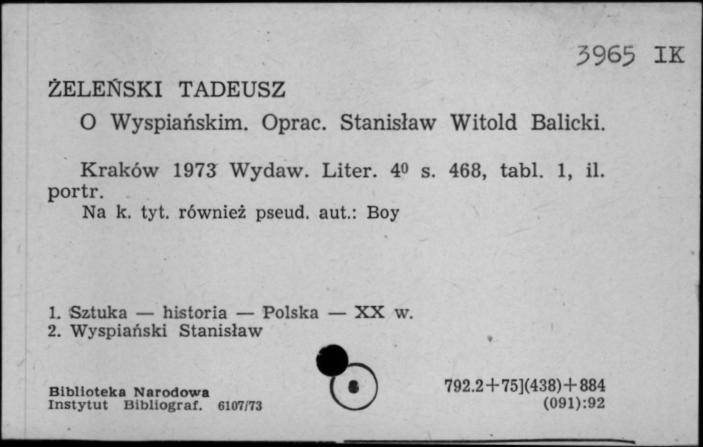 3965 IK
ŻELEŃSKI TADEUSZ
O Wyspiańskim. Oprac. Stanisław Witold Balicki.
Kraków 1973 Wydaw. Liter. 4⁰ s. 468, tabl. 1, il.
portr.
Na k. tyt. również pseud. aut.: Boy
1. Sztuka — historia — Polska — XX w.
2. Wyspiański Stanisław
Biblioteka Narodowa
Instytut Bibliograf. 6107/73
792.2+75](438)+884
(091):92